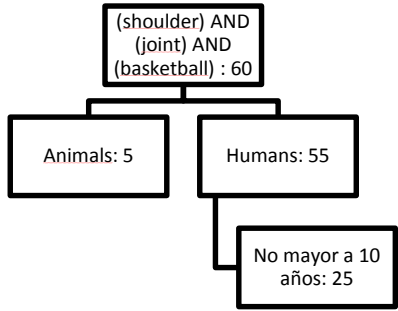 (shoulder) AND
(joint) AND
(basketball) : 60
Animals: 5
Humans: 55
No mayor a 10
años: 25